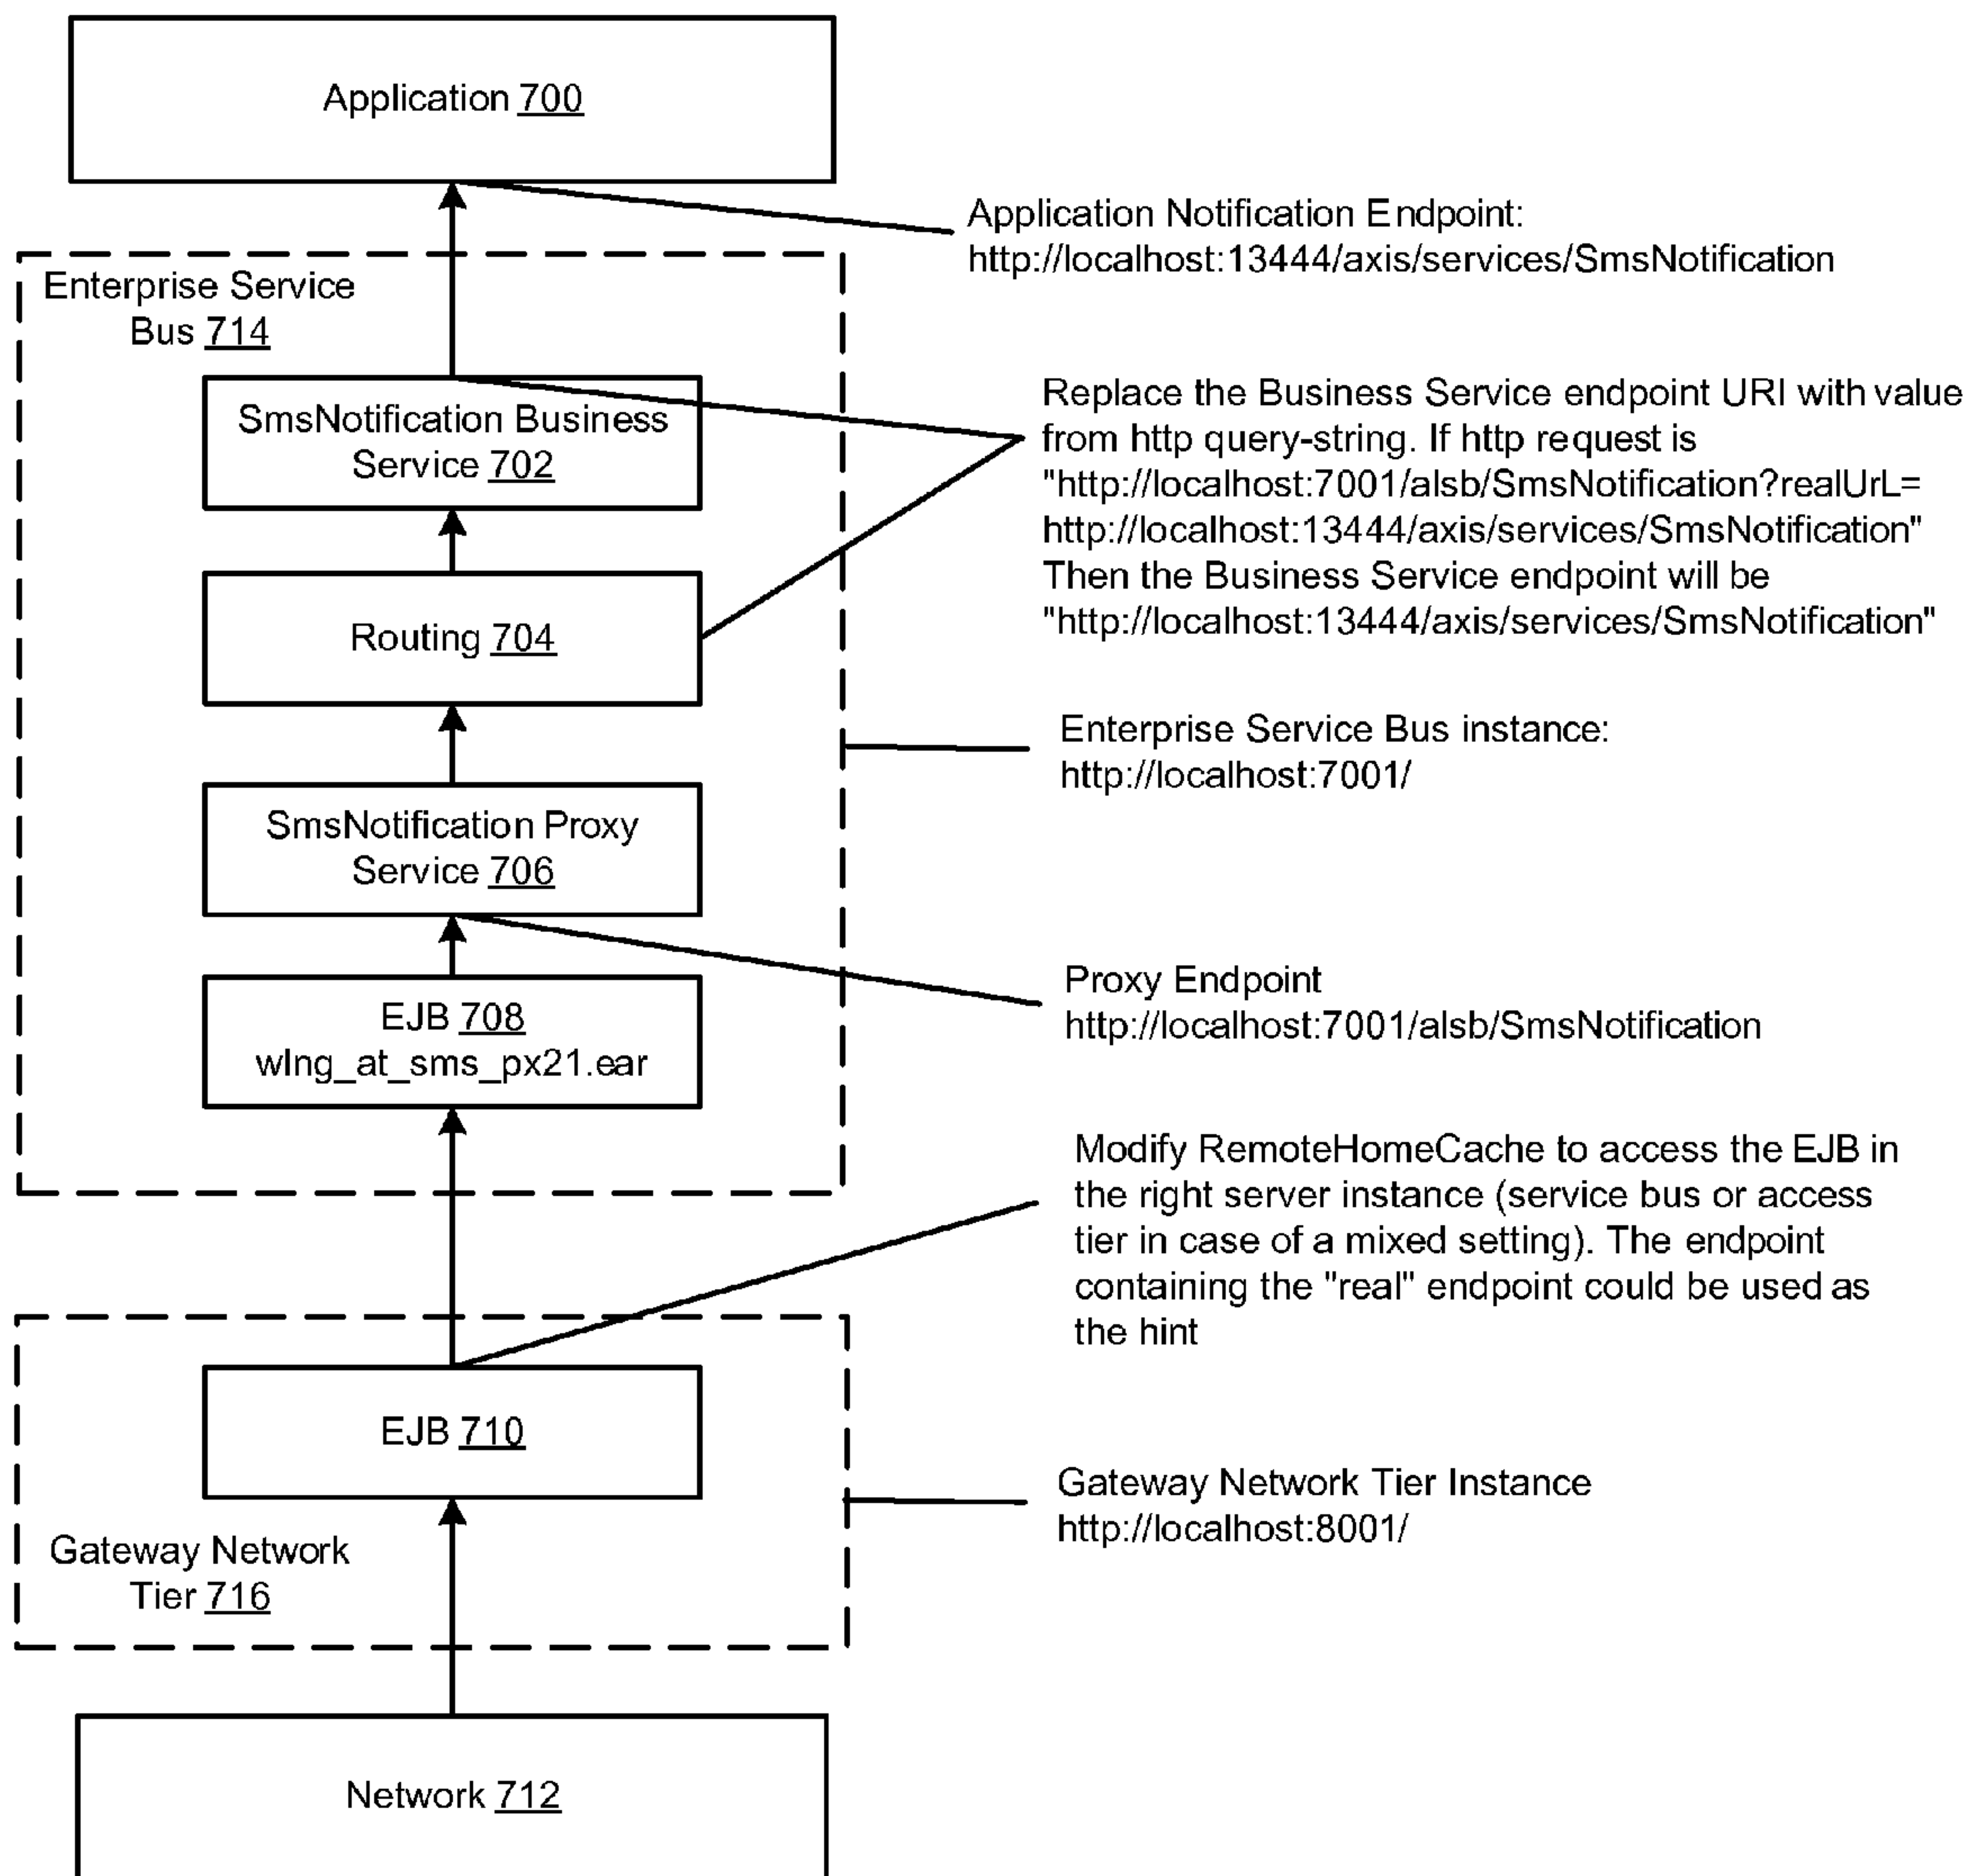 Application 700
Application Notification Endpoint:
http://localhost:13444/axis/services/SmsNotification
Enterprise Service
Bus 714
SmsNotification Business
Service 702
Replace the Business Service endpoint URI with value
from http query-string. If http request is
"http://localhost:7001/alsb/SmsNotification?realUrL=
http://localhost:13444/axis/services/SmsNotification"
Then the Business Service endpoint will be
"http://localhost:13444/axis/services/SmsNotification"
Routing 704
Enterprise Service Bus instance:
http://localhost:7001/
SmsNotification Proxy
Service 706
Proxy Endpoint
http://localhost:7001/alsb/SmsNotification
EJB 708
wlng_at_sms_px21.ear
Modify RemoteHomeCache to access the EJB in
the right server instance (service bus or access
tier in case of a mixed setting). The endpoint
containing the "real" endpoint could be used as
the hint
EJB 710
Gateway Network Tier Instance
http://localhost:8001/
Gateway Network
Tier 716
Network 712